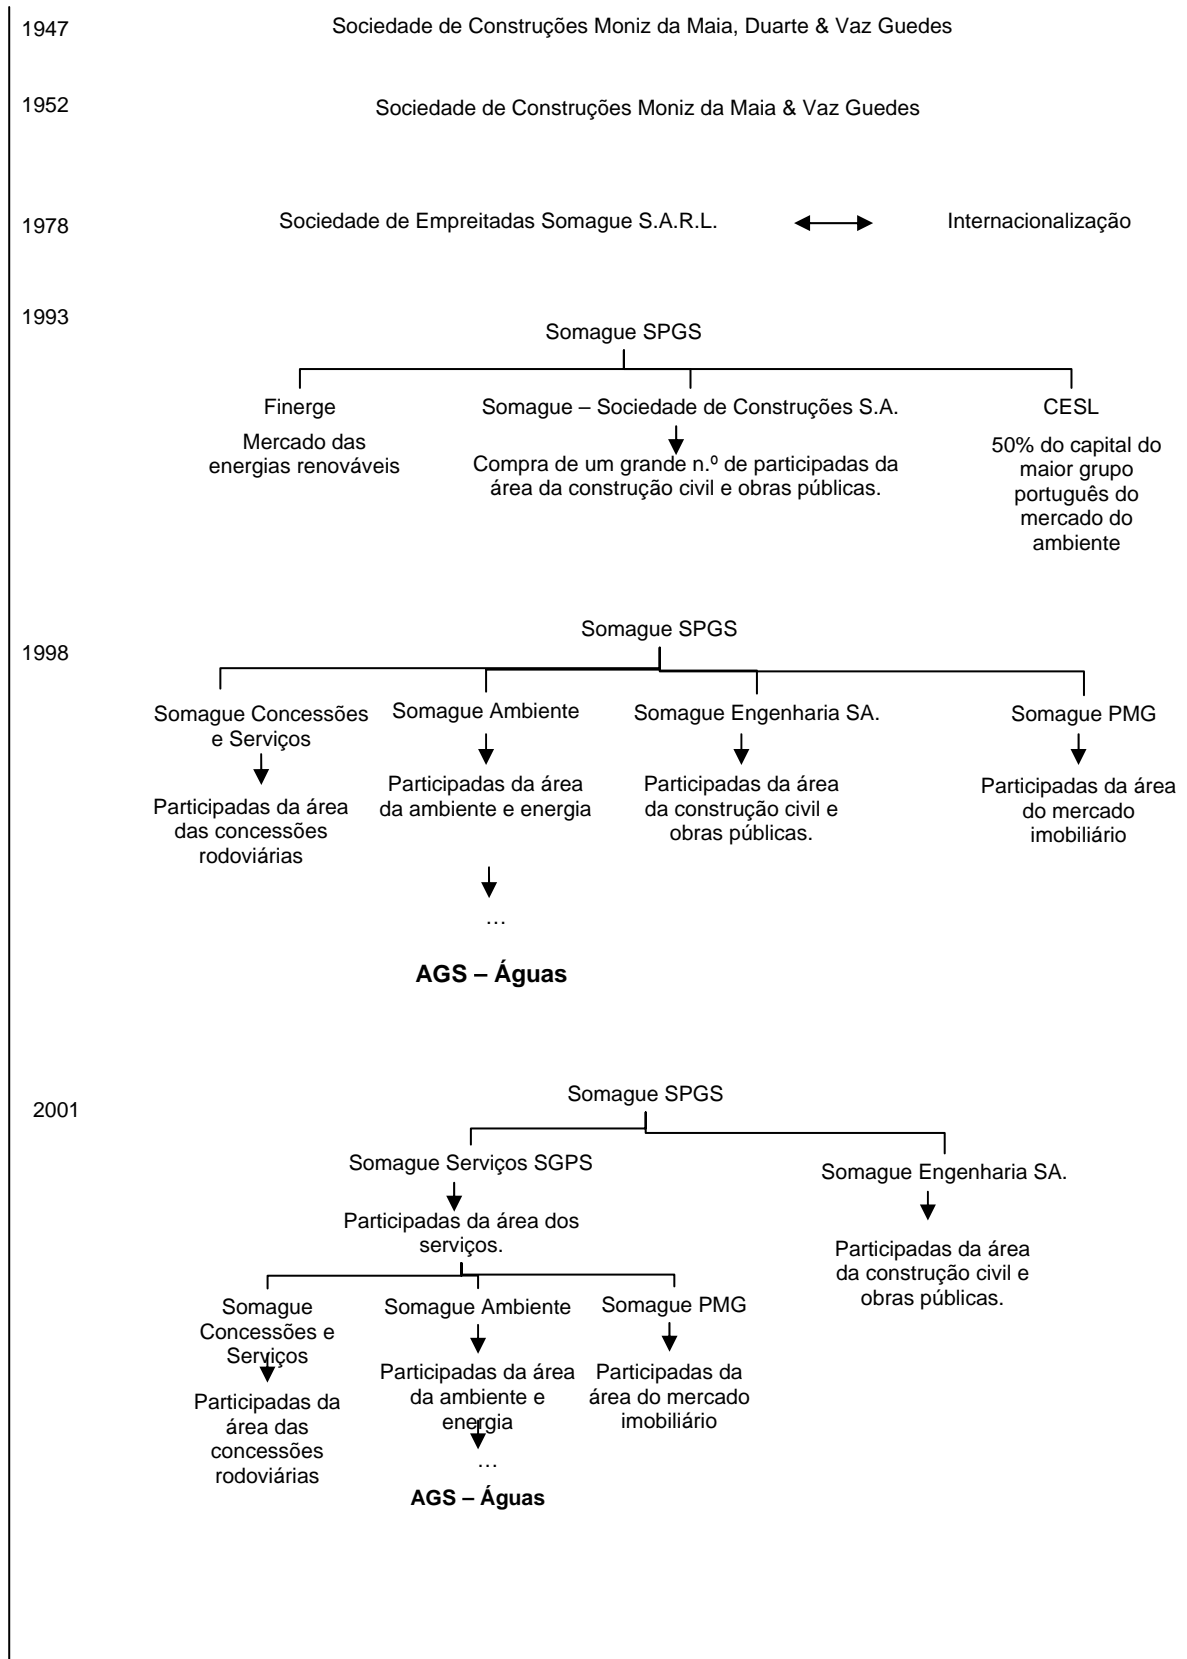 1947
Sociedade de Construções Moniz da Maia, Duarte & Vaz Guedes
1952
Sociedade de Construções Moniz da Maia & Vaz Guedes
1978
Sociedade de Empreitadas Somague S.A.R.L.
Internacionalização
1993
Somague SPGS
Finerge
Mercado das
energias renováveis
Somague – Sociedade de Construções S.A.
Compra de um grande n.º de participadas da
área da construção civil e obras públicas.
CESL
50% do capital do
maior grupo
português do
mercado do
ambiente
1998
Somague SPGS
Somague Concessões
e Serviços
Participadas da área
das concessões
rodoviárias
Somague Ambiente
Participadas da área
da ambiente e energia
…
AGS – Águas
Somague Engenharia SA.
Participadas da área
da construção civil e
obras públicas.
Somague PMG
Participadas da área
do mercado
imobiliário
2001
Somague SPGS
Somague Serviços SGPS
Participadas da área dos
serviços.
Somague
Concessões e
Serviços
Participadas da
área das
concessões
rodoviárias
Somague Ambiente
Participadas da área
da ambiente e
energia
…
AGS – Águas
Somague PMG
Participadas da
área do mercado
imobiliário
Somague Engenharia SA.
Participadas da área
da construção civil e
obras públicas.